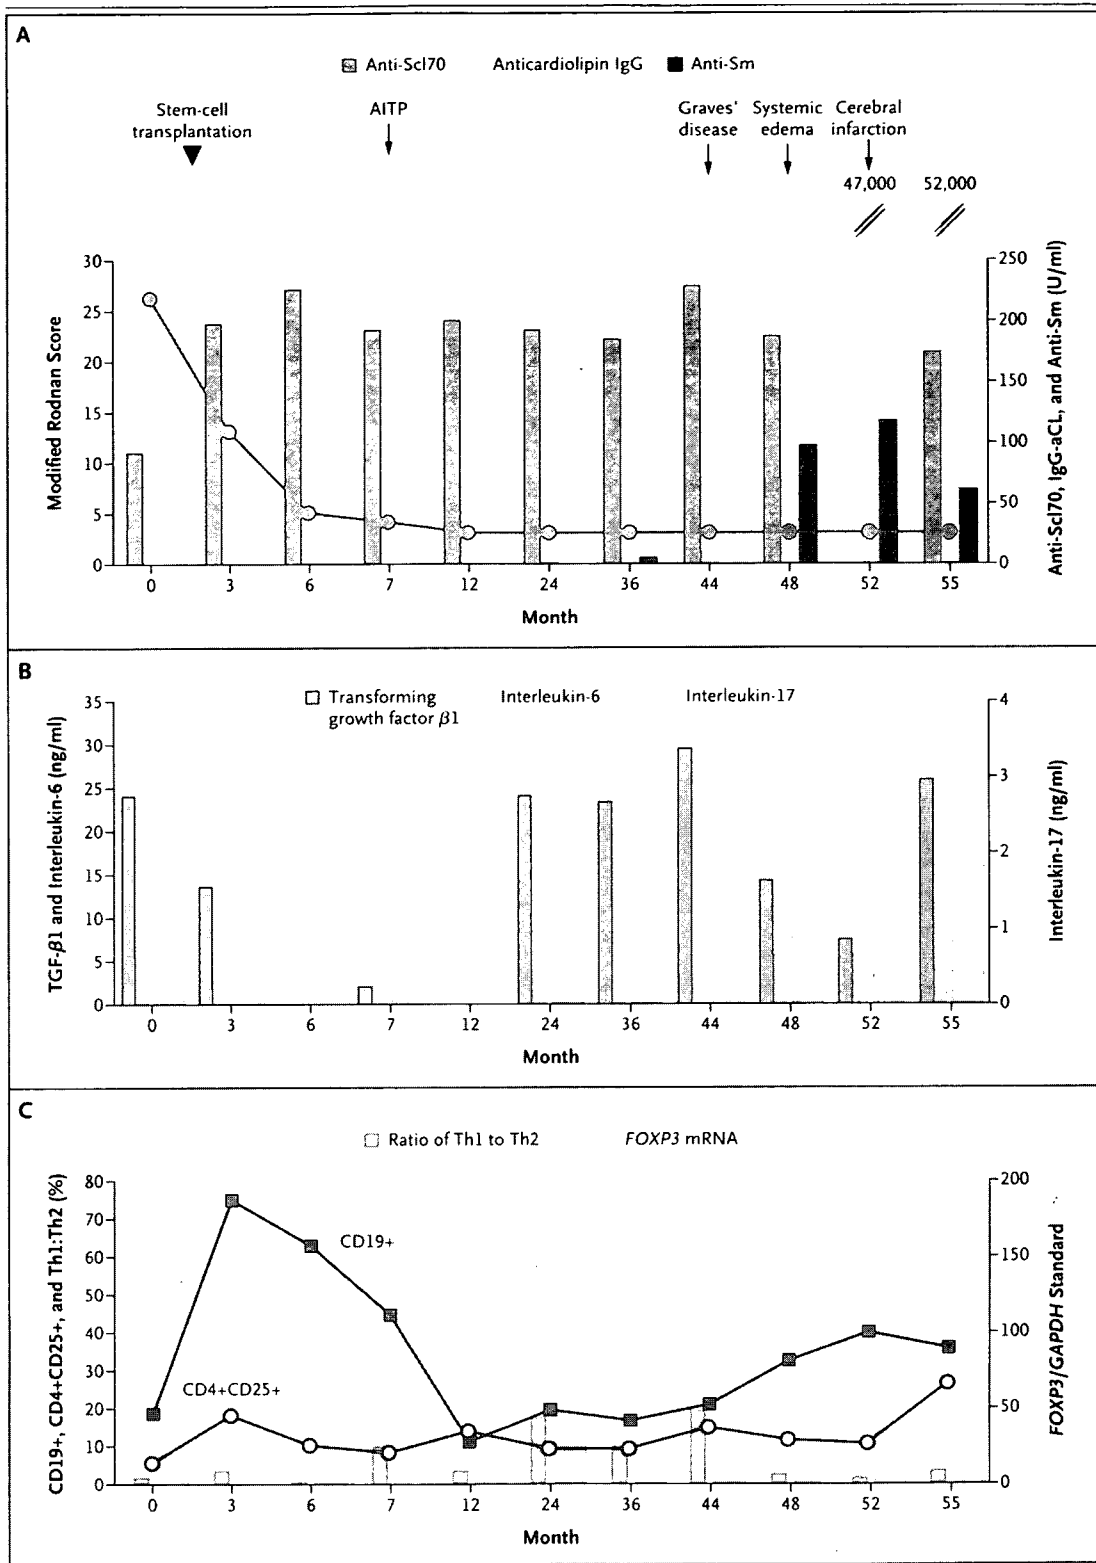 A
Anti-Scl70 Anticardiolipin IgG Anti-Sm
Stem-cell
transplantation
AITP
Graves'
disease
Systemic
edema
Cerebral
infarction
47,000
52,000
Modified Rodnan Score
30
25
20
15
10
5
0
Anti-Scl70, IgG-aCL, and Anti-Sm (U/ml)
250
200
150
100
50
0
0 3 6 7 12 24 36 44 48 52 55
Month
B
Transforming
growth factor β1
Interleukin-6
Interleukin-17
TGF-β1 and Interleukin-6 (ng/ml)
35
30
25
20
15
10
5
0
Interleukin-17 (ng/ml)
4
3
2
1
0
0 3 6 7 12 24 36 44 48 52 55
Month
C
Ratio of Th1 to Th2 FOXP3 mRNA
CD19+, CD4+CD25+, and Th1:Th2 (%)
80
70
60
50
40
30
20
10
0
CD19+
CD4+CD25+
FOXP3/GAPDH Standard
200
150
100
50
0
0 3 6 7 12 24 36 44 48 52 55
Month